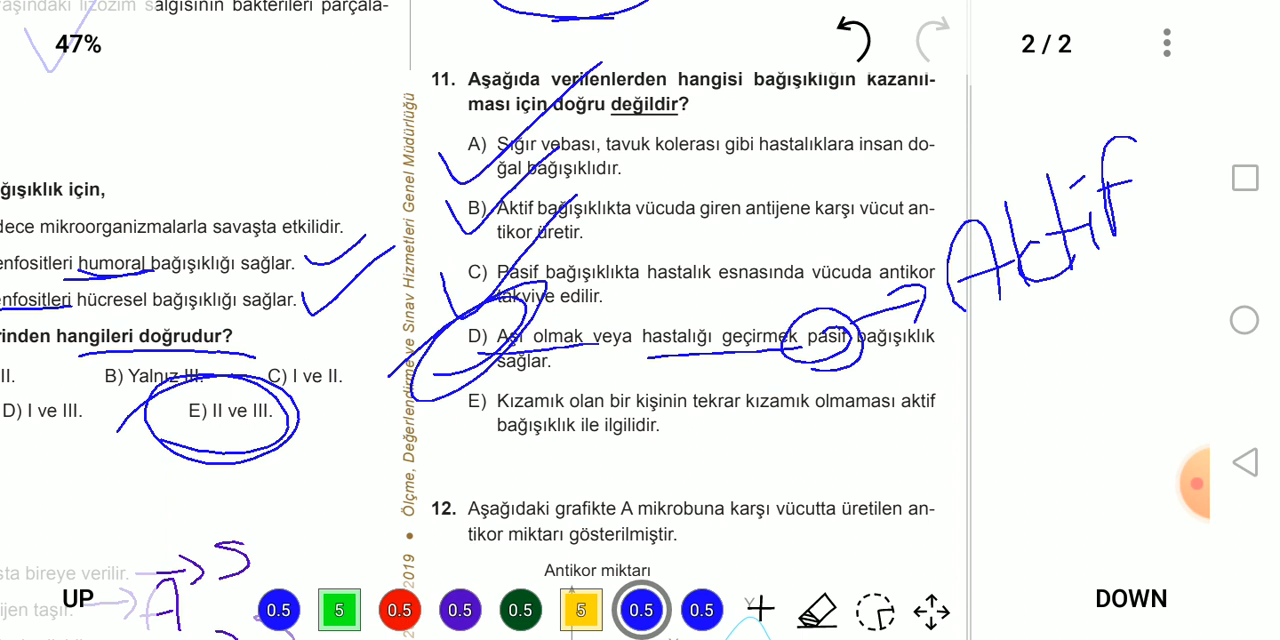 aşındaki lizozim salgısının bakterileri parçala-
47%
2 / 2
ğışıklık için,
dece mikroorganizmalarla savaşta etkilidir.
enfositleri humoral bağışıklığı sağlar.
enfositleri hücresel bağışıklığı sağlar.
rinden hangileri doğrudur?
II. B) Yalnız III. C) I ve II.
D) I ve III. E) II ve III.
sta bireye verilir.
ijen taşır.
A
UP
2019 • Ölçme, Değerlendirme ve Sınav Hizmetleri Genel Müdürlüğü
11. Aşağıda verilenlerden hangisi bağışıklığın kazanıl-
ması için doğru değildir?
A) Sığır vebası, tavuk kolerası gibi hastalıklara insan do-
ğal bağışıklıdır.
B) Aktif bağışıklıkta vücuda giren antijene karşı vücut an-
tikor üretir.
C) Pasif bağışıklıkta hastalık esnasında vücuda antikor
takviye edilir.
D) Aşı olmak veya hastalığı geçirmek pasif bağışıklık
sağlar.
Aktif
E) Kızamık olan bir kişinin tekrar kızamık olmaması aktif
bağışıklık ile ilgilidir.
12. Aşağıdaki grafikte A mikrobuna karşı vücutta üretilen an-
tikor miktarı gösterilmiştir.
Antikor miktarı
Y
0.5 5 0.5 0.5 0.5 5 0.5 0.5
DOWN